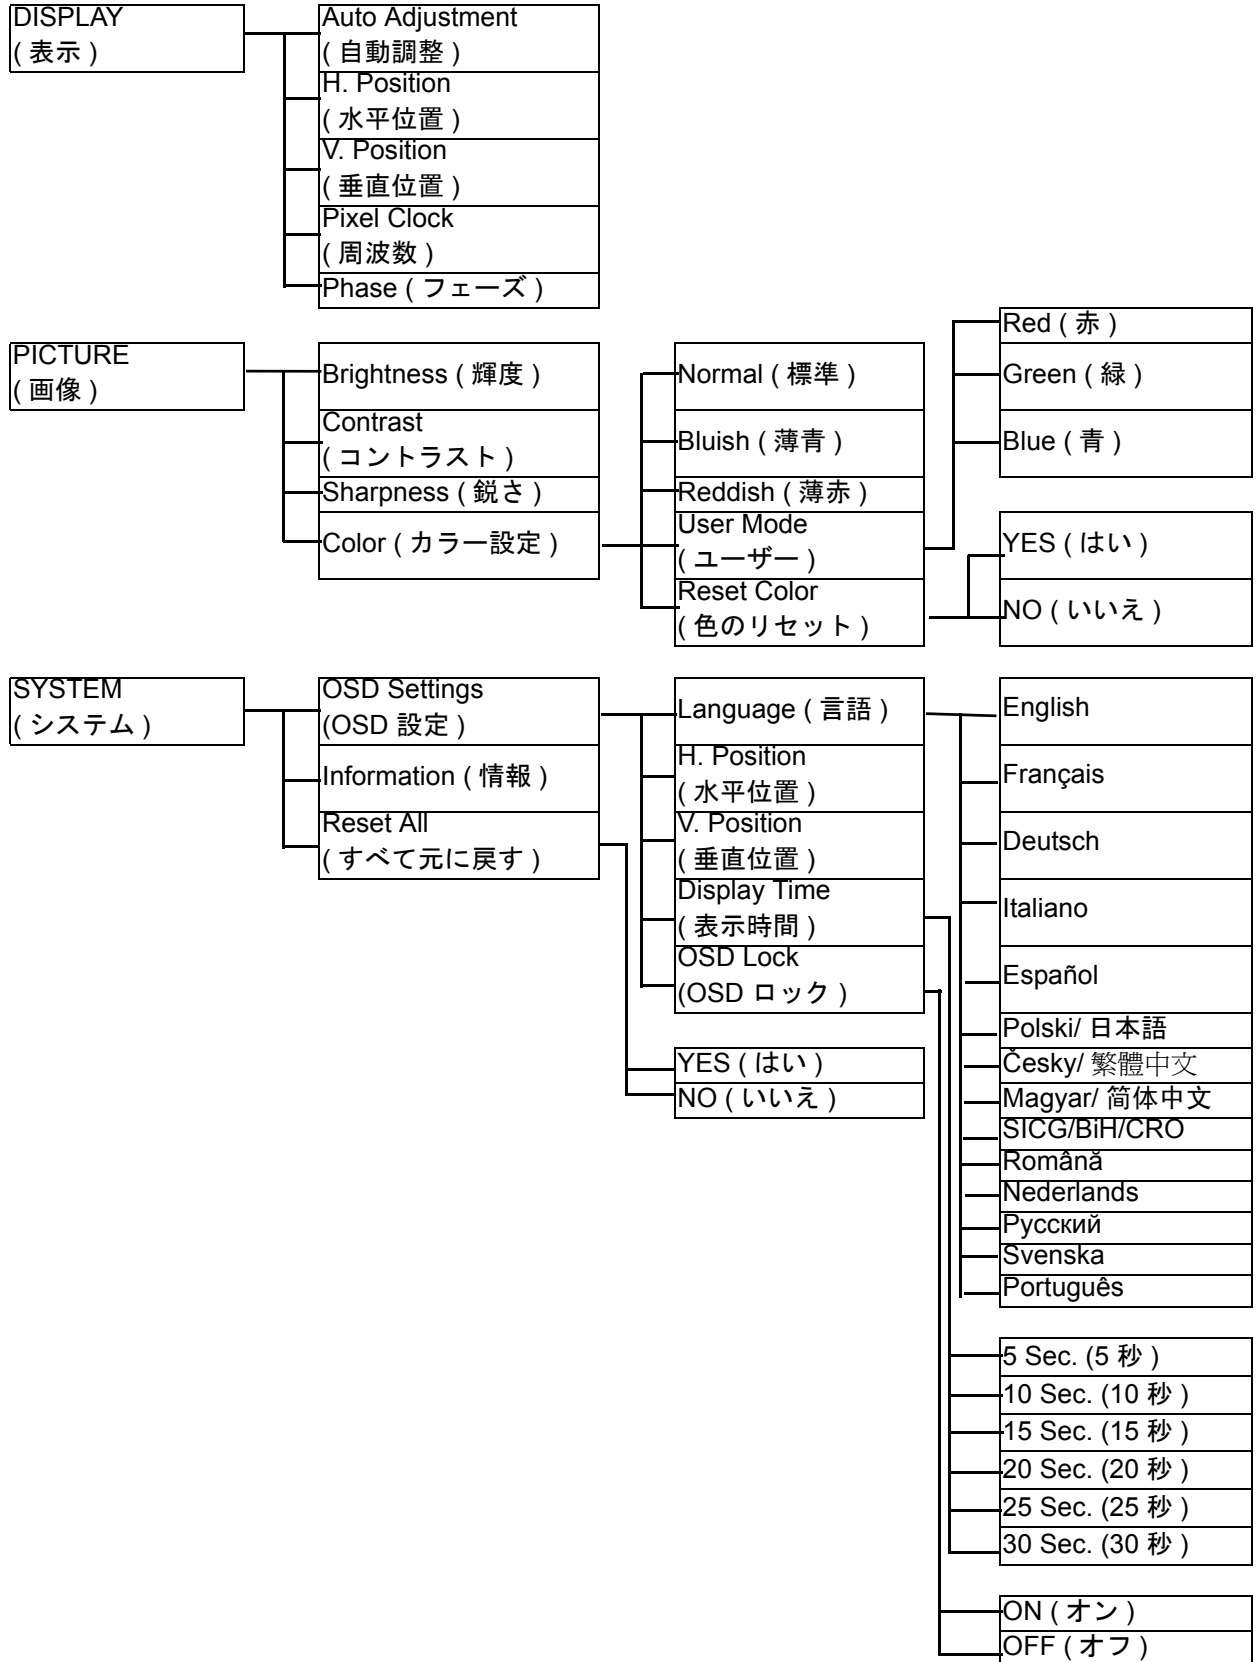 DISPLAY
( 表示 )
Auto Adjustment
( 自動調整 )
H. Position
( 水平位置 )
V. Position
( 垂直位置 )
Pixel Clock
( 周波数 )
Phase ( フェーズ )
PICTURE
( 画像 )
Brightness ( 輝度 )
Contrast
( コントラスト )
Sharpness ( 鋭さ )
Color ( カラー設定 )
Normal ( 標準 )
Bluish ( 薄青 )
Reddish ( 薄赤 )
User Mode
( ユーザー )
Reset Color
( 色のリセット )
Red ( 赤 )
Green ( 緑 )
Blue ( 青 )
YES ( はい )
NO ( いいえ )
SYSTEM
( システム )
OSD Settings
(OSD 設定 )
Information ( 情報 )
Reset All
( すべて元に戻す )
Language ( 言語 )
H. Position
( 水平位置 )
V. Position
( 垂直位置 )
Display Time
( 表示時間 )
OSD Lock
(OSD ロック )
YES ( はい )
NO ( いいえ )
English
Français
Deutsch
Italiano
Español
Polski/ 日本語
Česky/ 繁體中文
Magyar/ 简体中文
SICG/BiH/CRO
Română
Nederlands
Русский
Svenska
Português
5 Sec. (5 秒 )
10 Sec. (10 秒 )
15 Sec. (15 秒 )
20 Sec. (20 秒 )
25 Sec. (25 秒 )
30 Sec. (30 秒 )
ON ( オン )
OFF ( オフ )